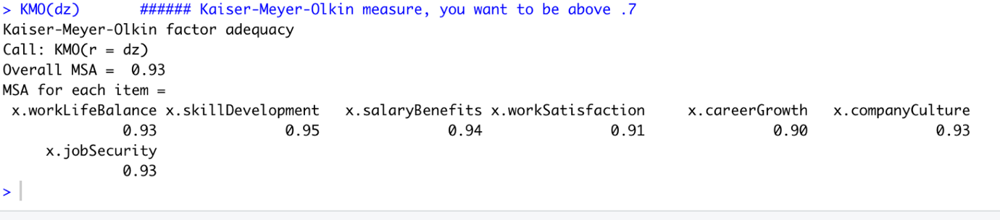 > KMO(dz)       ###### Kaiser-Meyer-Olkin measure, you want to be above .7
Kaiser-Meyer-Olkin factor adequacy
Call: KMO(r = dz)
Overall MSA =  0.93
MSA for each item = 
 x.workLifeBalance x.skillDevelopment   x.salaryBenefits x.workSatisfaction     x.careerGrowth   x.companyCulture 
              0.93               0.95               0.94               0.91               0.90               0.93 
     x.jobSecurity 
              0.93 
>